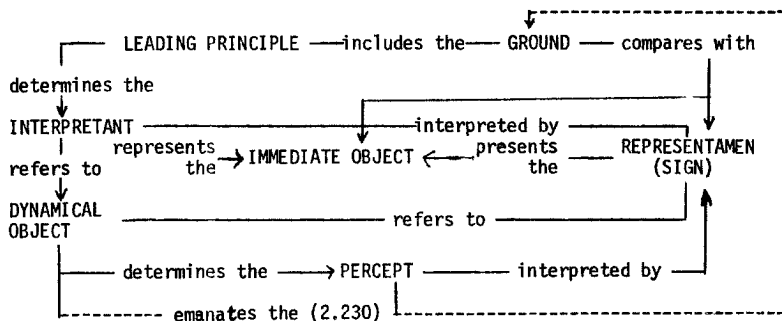 LEADING PRINCIPLE includes the GROUND compares with
determines the
INTERPRETANT interpreted by REPRESENTAMEN
represents the IMMEDIATE OBJECT presents the (SIGN)
refers to
DYNAMICAL OBJECT refers to
determines the PERCEPT interpreted by
emanates the (2.230)